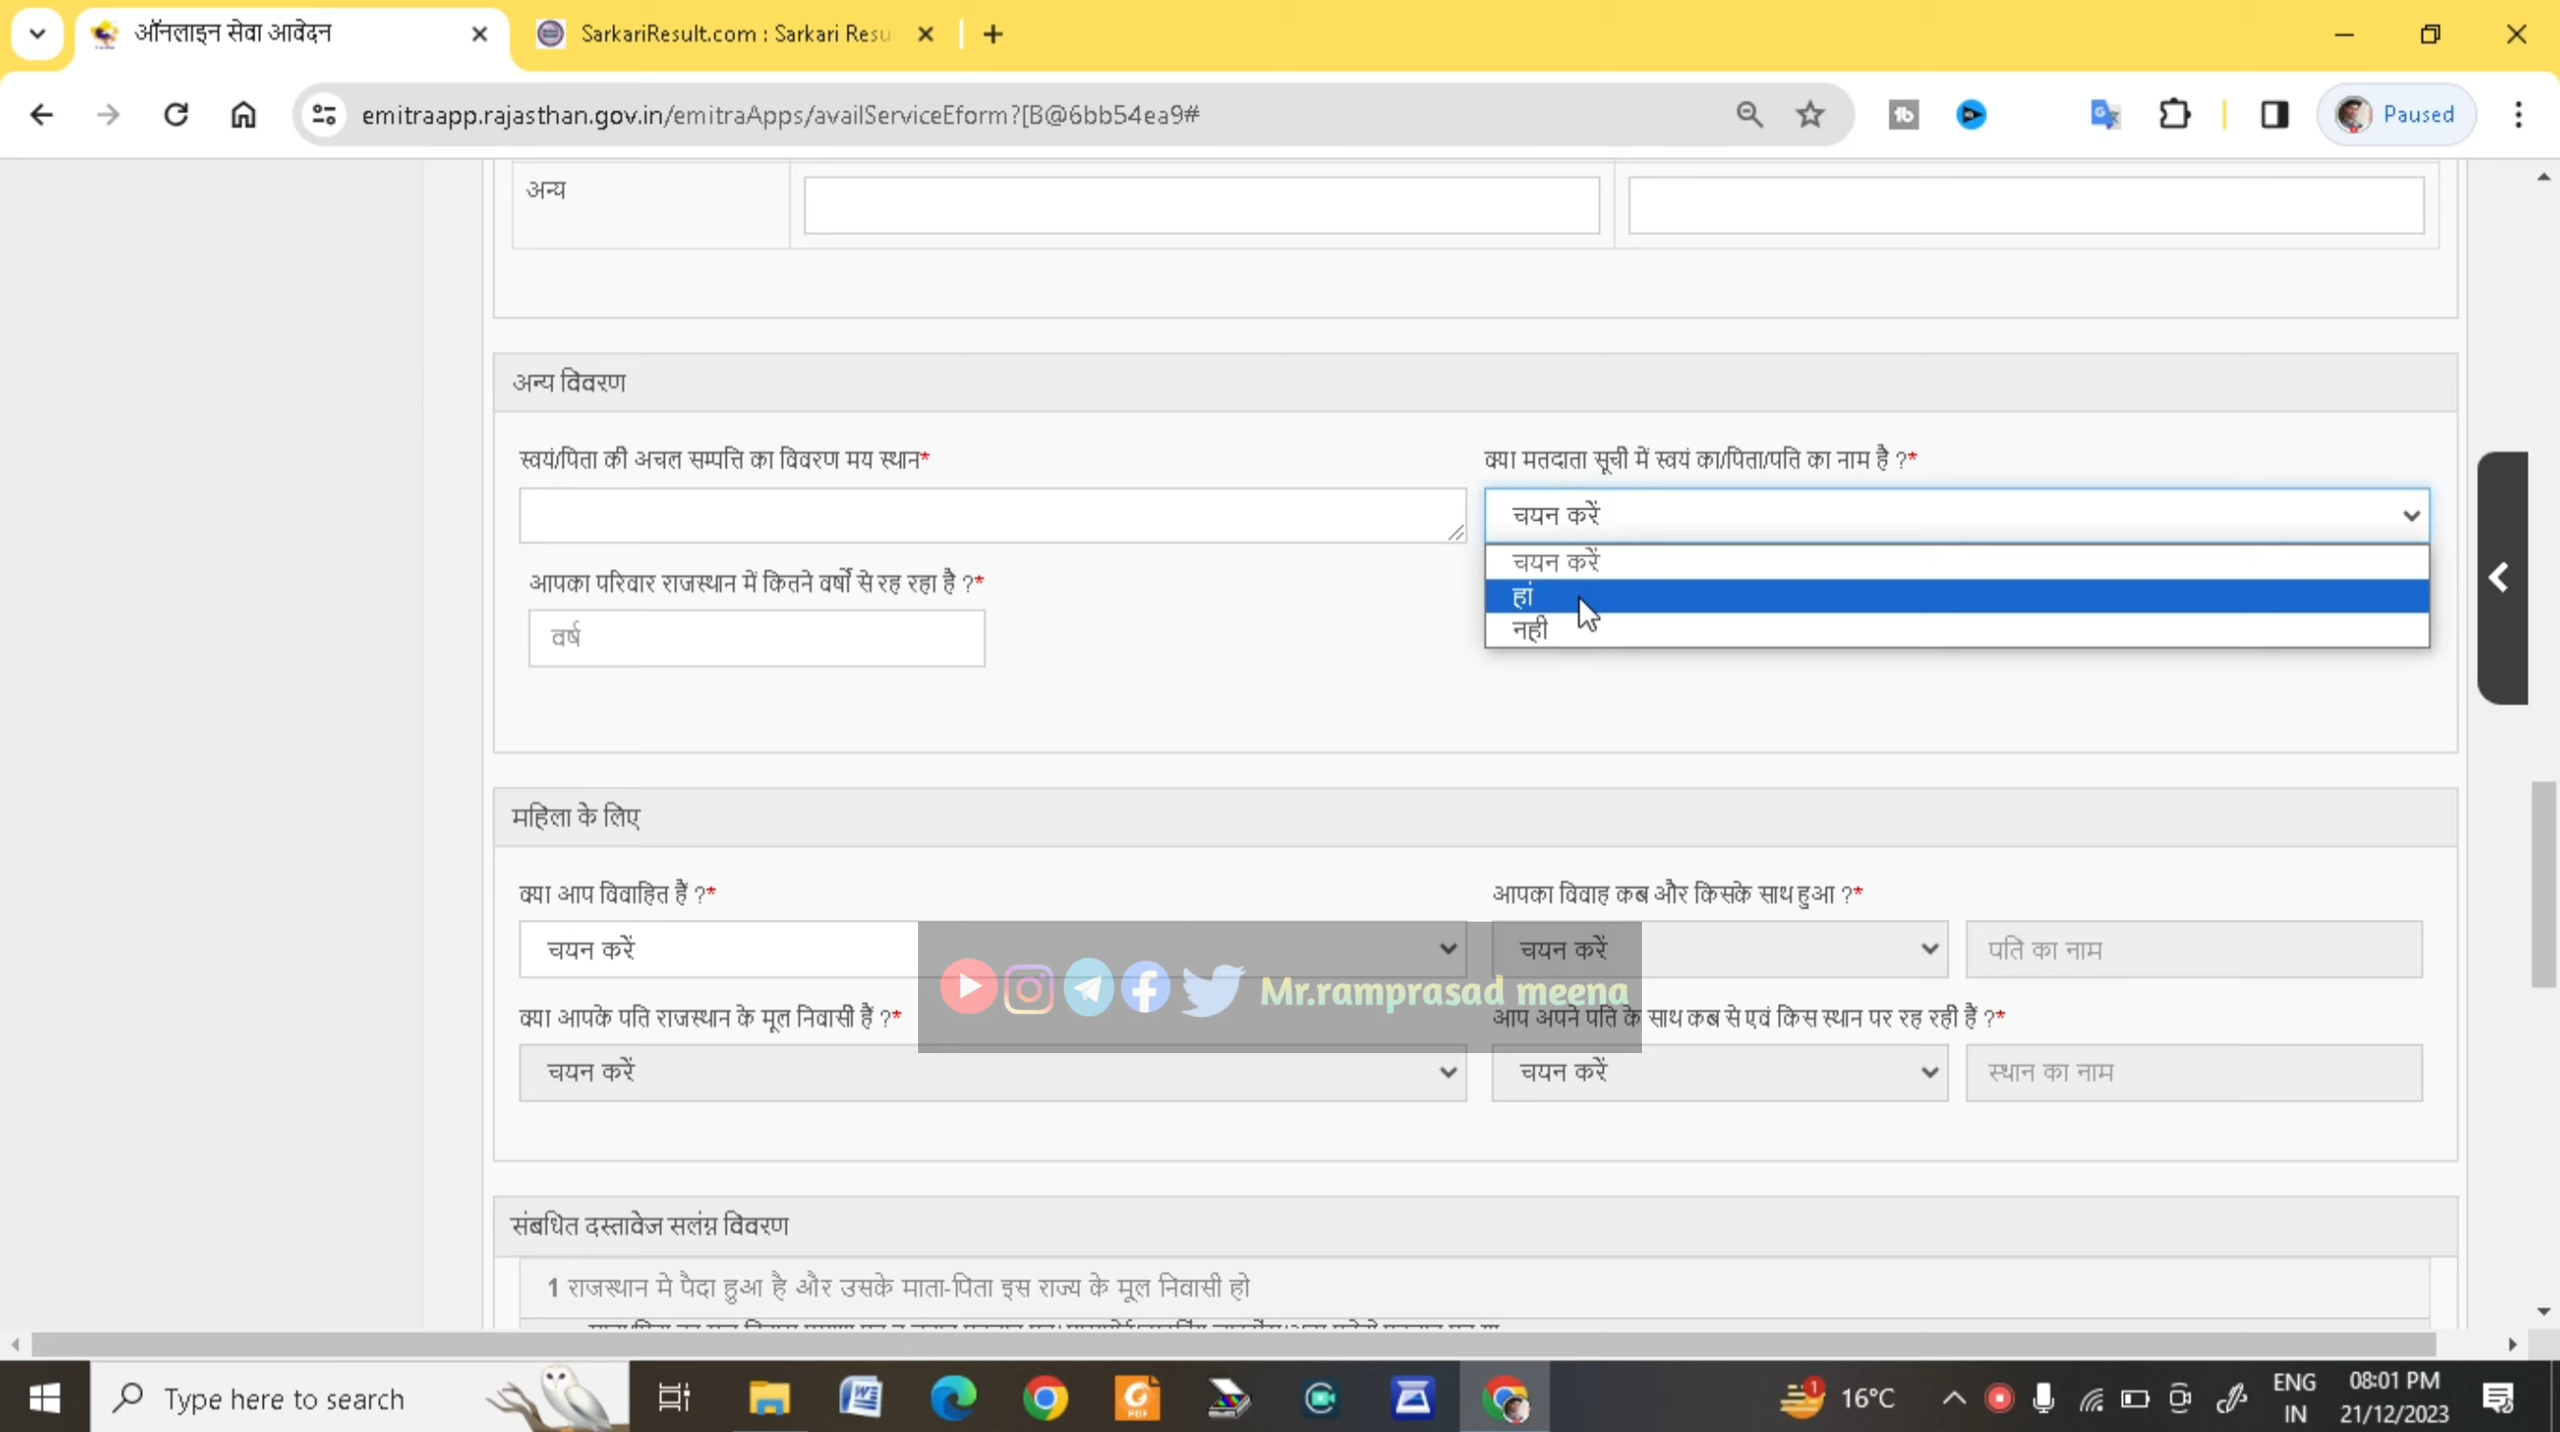 ऑनलाइन सेवा आवेदन
SarkariResult.com : Sarkari Resu
emitraapp.rajasthan.gov.in/emitraApps/availServiceEform?[B@6bb54ea9#
Paused
अन्य
अन्य विवरण
स्वयं/पिता की अचल सम्पत्ति का विवरण मय स्थान*
क्या मतदाता सूची में स्वयं का/पिता/पति का नाम है ?*
चयन करें
चयन करें
हां
नही
आपका परिवार राजस्थान में कितने वर्षो से रह रहा है ?*
वर्ष
महिला के लिए
क्या आप विवाहित हैं ?*
आपका विवाह कब और किसके साथ हुआ ?*
चयन करें
चयन करें
पति का नाम
Mr.ramprasad meena
क्या आपके पति राजस्थान के मूल निवासी हैं ?*
आप अपने पति के साथ कब से एवं किस स्थान पर रह रही हैं ?*
चयन करें
चयन करें
स्थान का नाम
संबधित दस्तावेज सलंग्न विवरण
1 राजस्थान मे पैदा हुआ है और उसके माता-पिता इस राज्य के मूल निवासी हो
Type here to search
1
16°C
ENG
IN
08:01 PM
21/12/2023